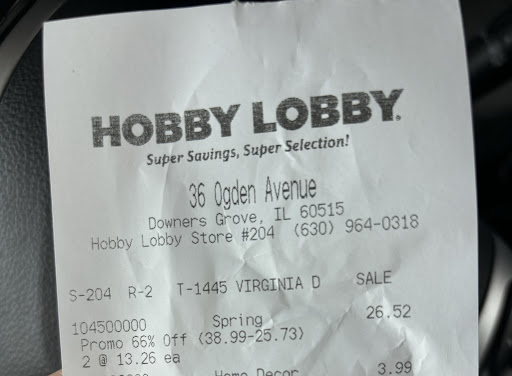 HOBBY LOBBY®
Super Savings, Super Selection!
36 Ogden Avenue
Downers Grove, IL 60515
Hobby Lobby Store #204 (630) 964-0318
S-204 R-2 T-1445 VIRGINIA D SALE
104500000 Spring 26.52
Promo 66% Off (38.99-25.73)
2 @ 13.26 ea
Home Decor 3.99